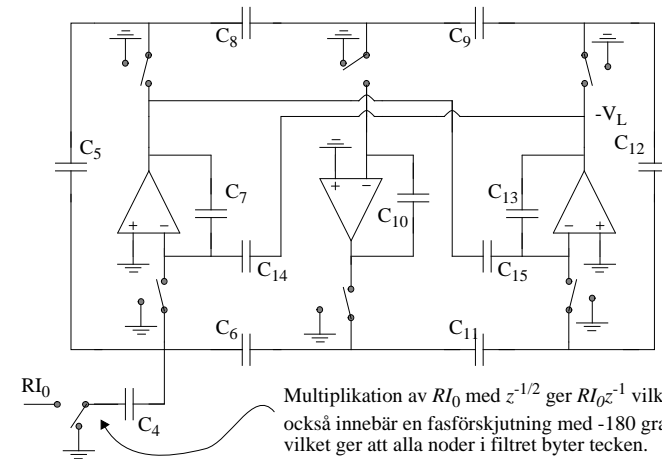 C8 C9
-VL
C5 C12
C7 C10 C13
+ −
+ −
− +
C14 C15
C6 C11
RI0
C4
Multiplikation av RI0 med z-1/2 ger RI0z-1 vilk
också innebär en fasförskjutning med -180 gra
vilket ger att alla noder i filtret byter tecken.